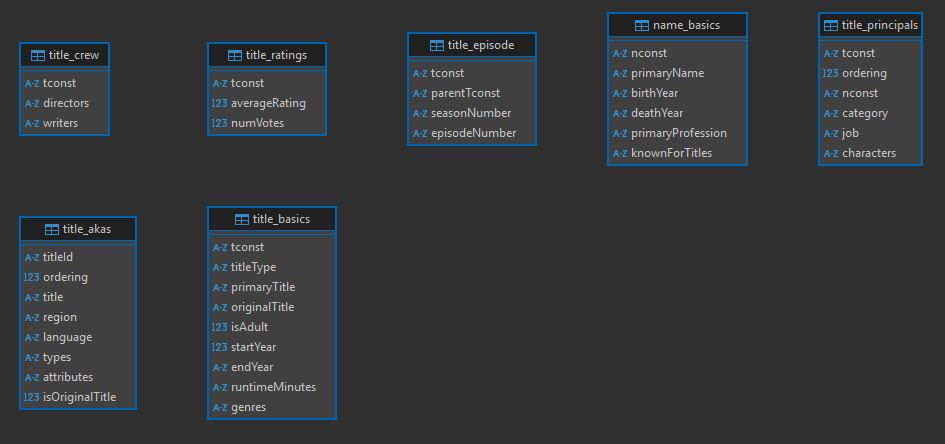 title_crew
A-Z tconst
A-Z directors
A-Z writers
title_ratings
A-Z tconst
123 averageRating
123 numVotes
title_episode
A-Z tconst
A-Z parentTconst
A-Z seasonNumber
A-Z episodeNumber
name_basics
A-Z nconst
A-Z primaryName
A-Z birthYear
A-Z deathYear
A-Z primaryProfession
A-Z knownForTitles
title_principals
A-Z tconst
123 ordering
A-Z nconst
A-Z category
A-Z job
A-Z characters
title_akas
A-Z titleId
123 ordering
A-Z title
A-Z region
A-Z language
A-Z types
A-Z attributes
123 isOriginalTitle
title_basics
A-Z tconst
A-Z titleType
A-Z primaryTitle
A-Z originalTitle
123 isAdult
123 startYear
A-Z endYear
A-Z runtimeMinutes
A-Z genres